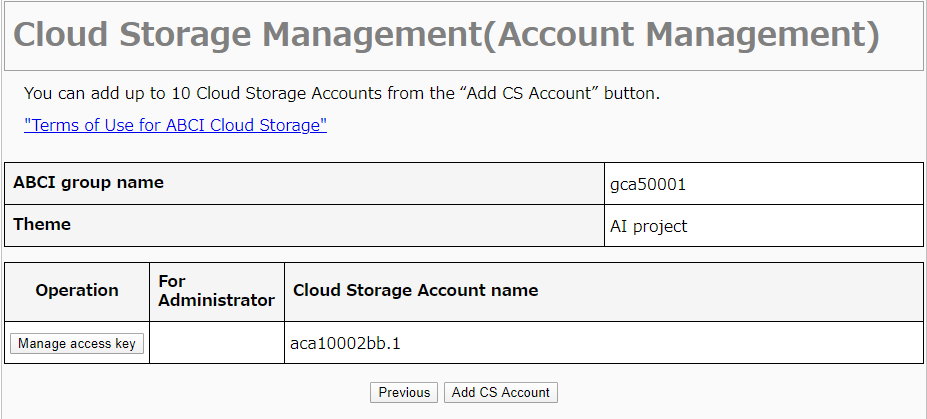 Cloud Storage Management(Account Management)
You can add up to 10 Cloud Storage Accounts from the “Add CS Account” button.
"Terms of Use for ABCI Cloud Storage"
ABCI group name gca50001
Theme AI project
Operation For Administrator Cloud Storage Account name
Manage access key aca10002bb.1
Previous Add CS Account